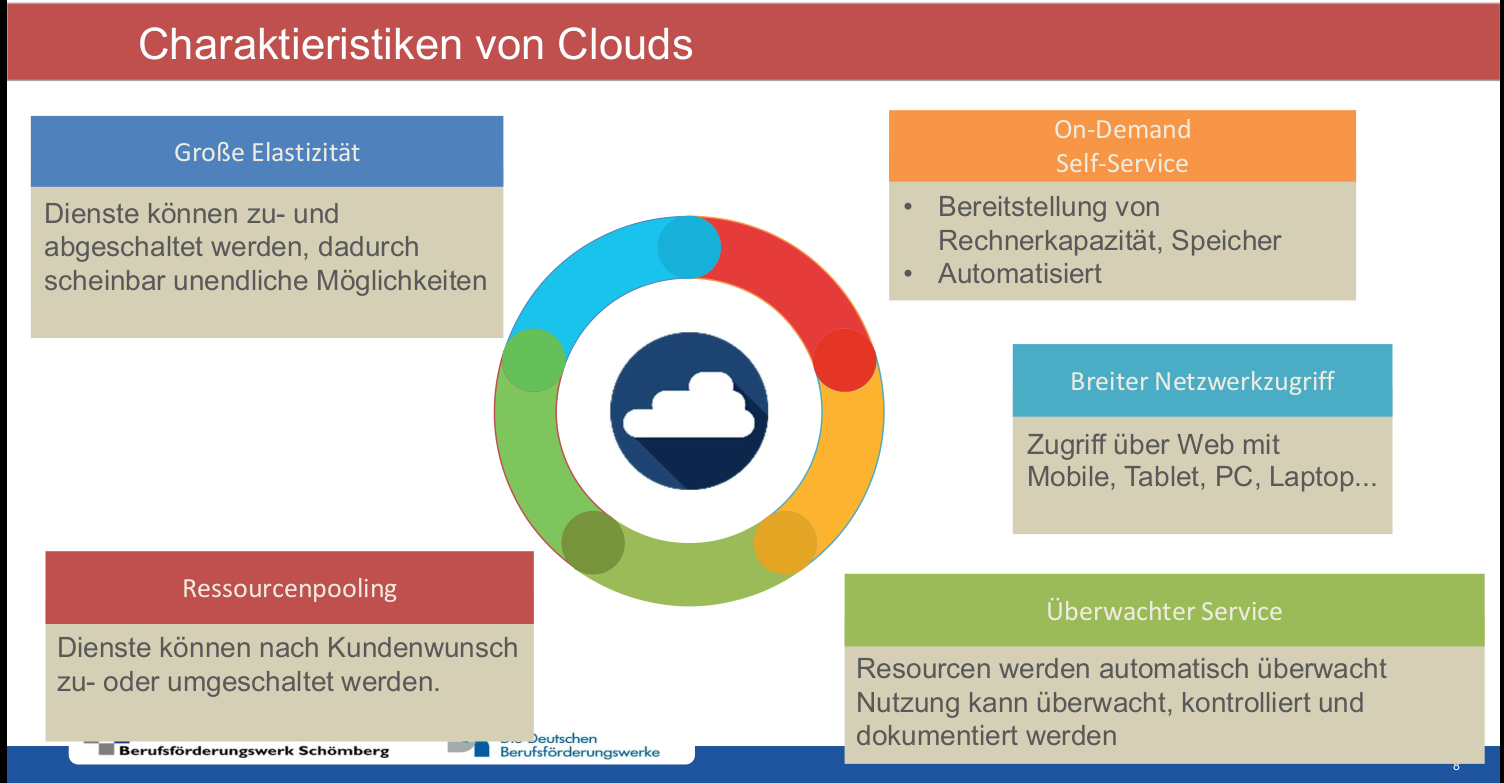 Charaktieristiken von Clouds
Große Elastizität
Dienste können zu- und
abgeschaltet werden, dadurch
scheinbar unendliche Möglichkeiten
On-Demand
Self-Service
• Bereitstellung von
Rechnerkapazität, Speicher
• Automatisiert
Breiter Netzwerkzugriff
Zugriff über Web mit
Mobile, Tablet, PC, Laptop...
Ressourcenpooling
Dienste können nach Kundenwunsch
zu- oder umgeschaltet werden.
Überwachter Service
Resourcen werden automatisch überwacht
Nutzung kann überwacht, kontrolliert und
dokumentiert werden
Berufsförderungswerk Schömberg
Die Deutschen
Berufsförderungswerke
8